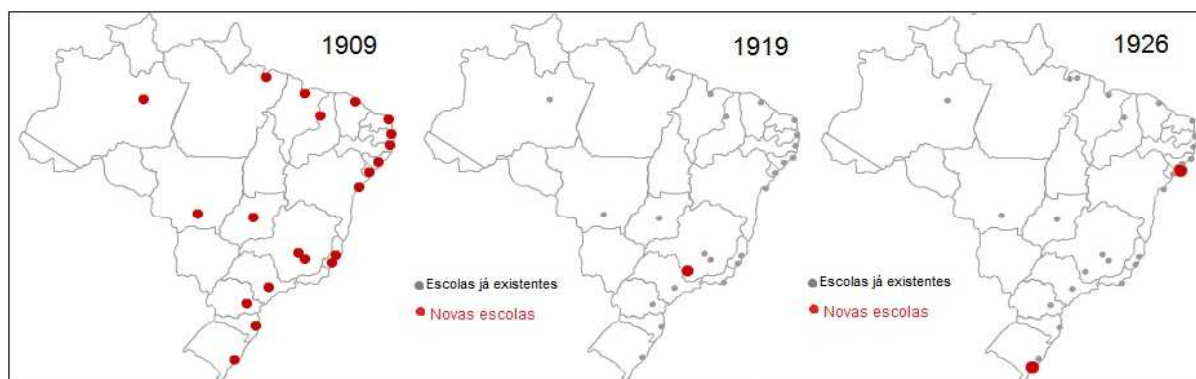 1909
1919
1926
Escolas já existentes
Novas escolas
Escolas já existentes
Novas escolas